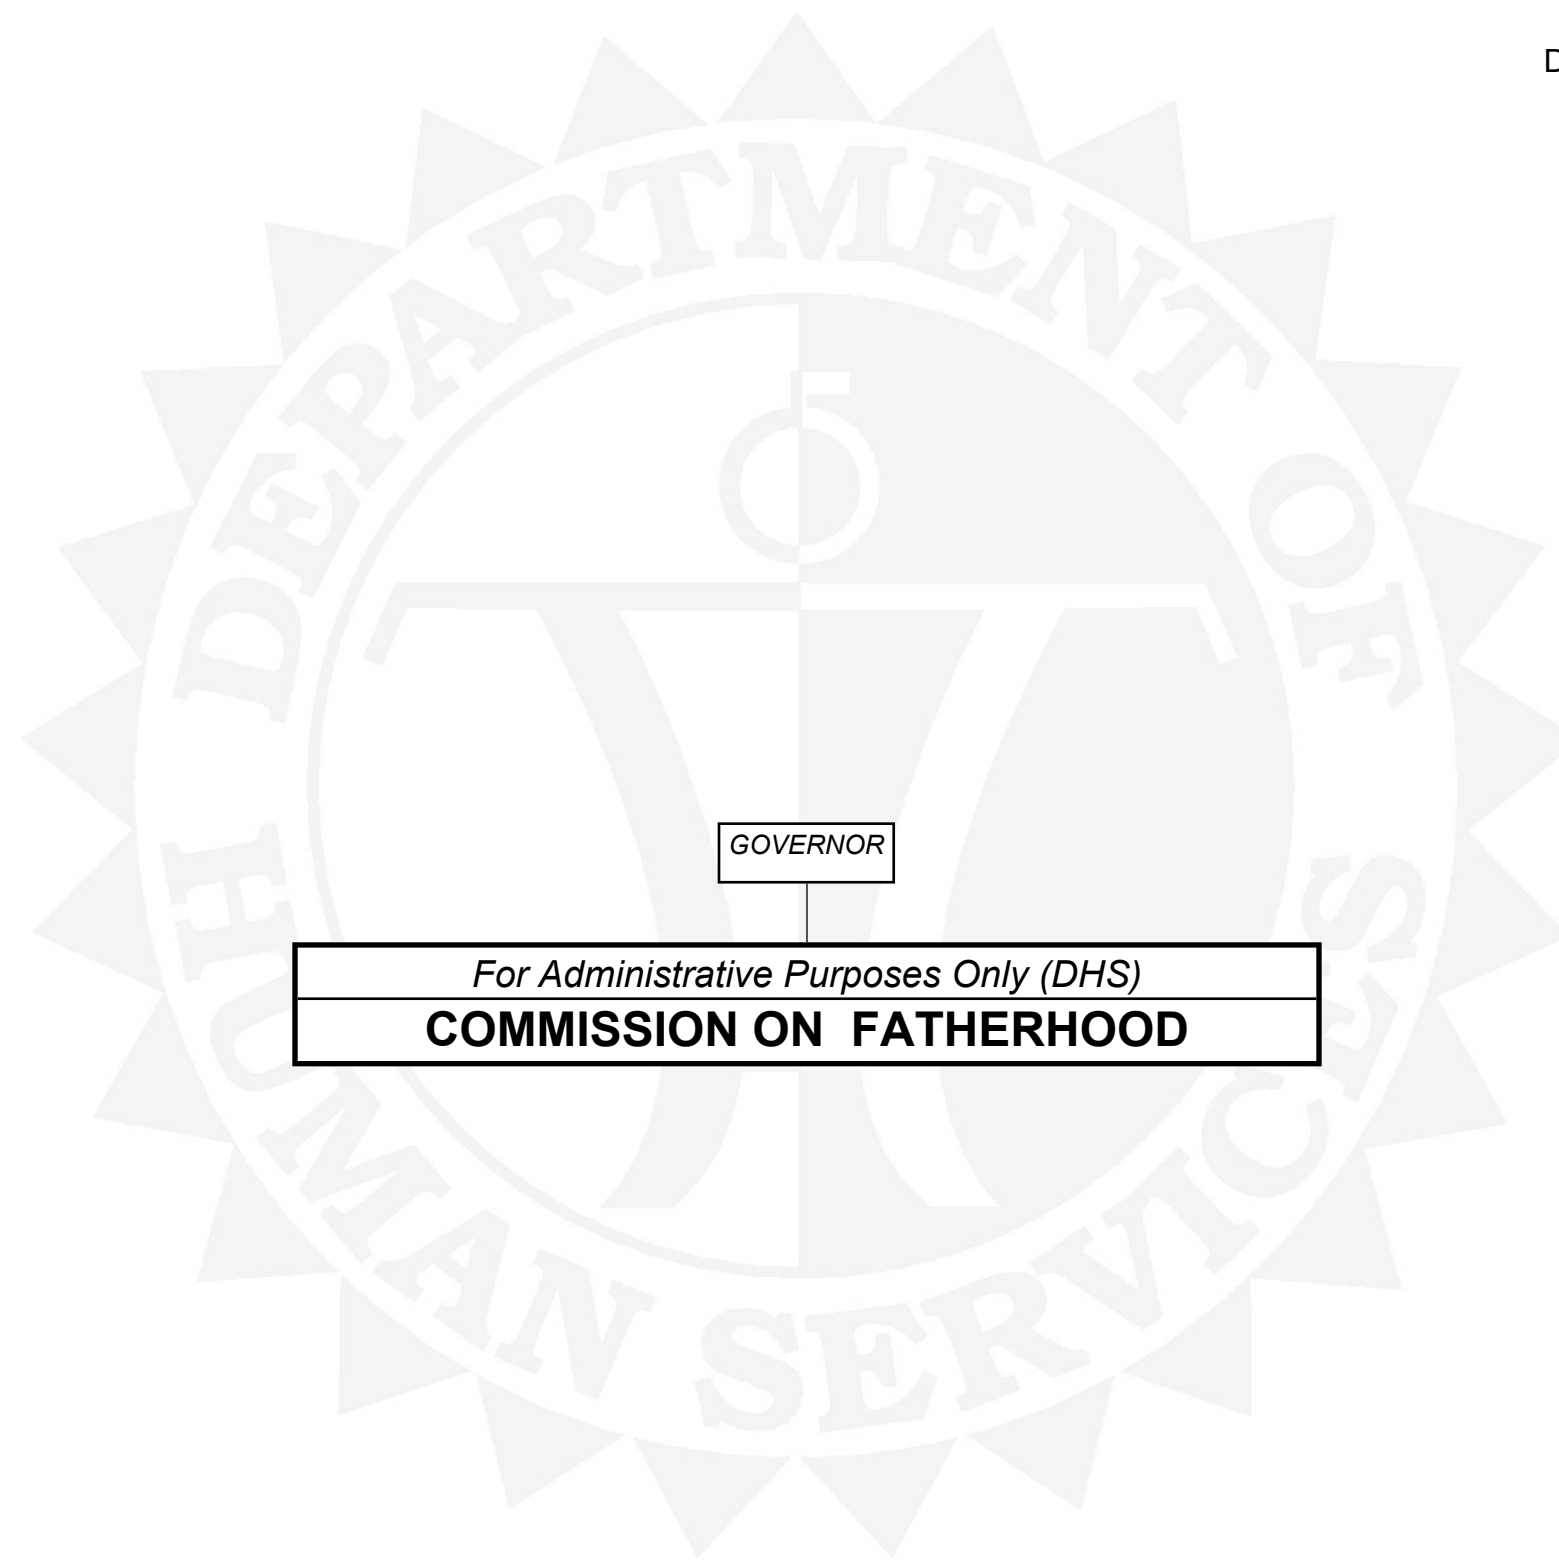 D
DEPARTMENT OF
HUMAN SERVICES
GOVERNOR
For Administrative Purposes Only (DHS)
COMMISSION ON  FATHERHOOD